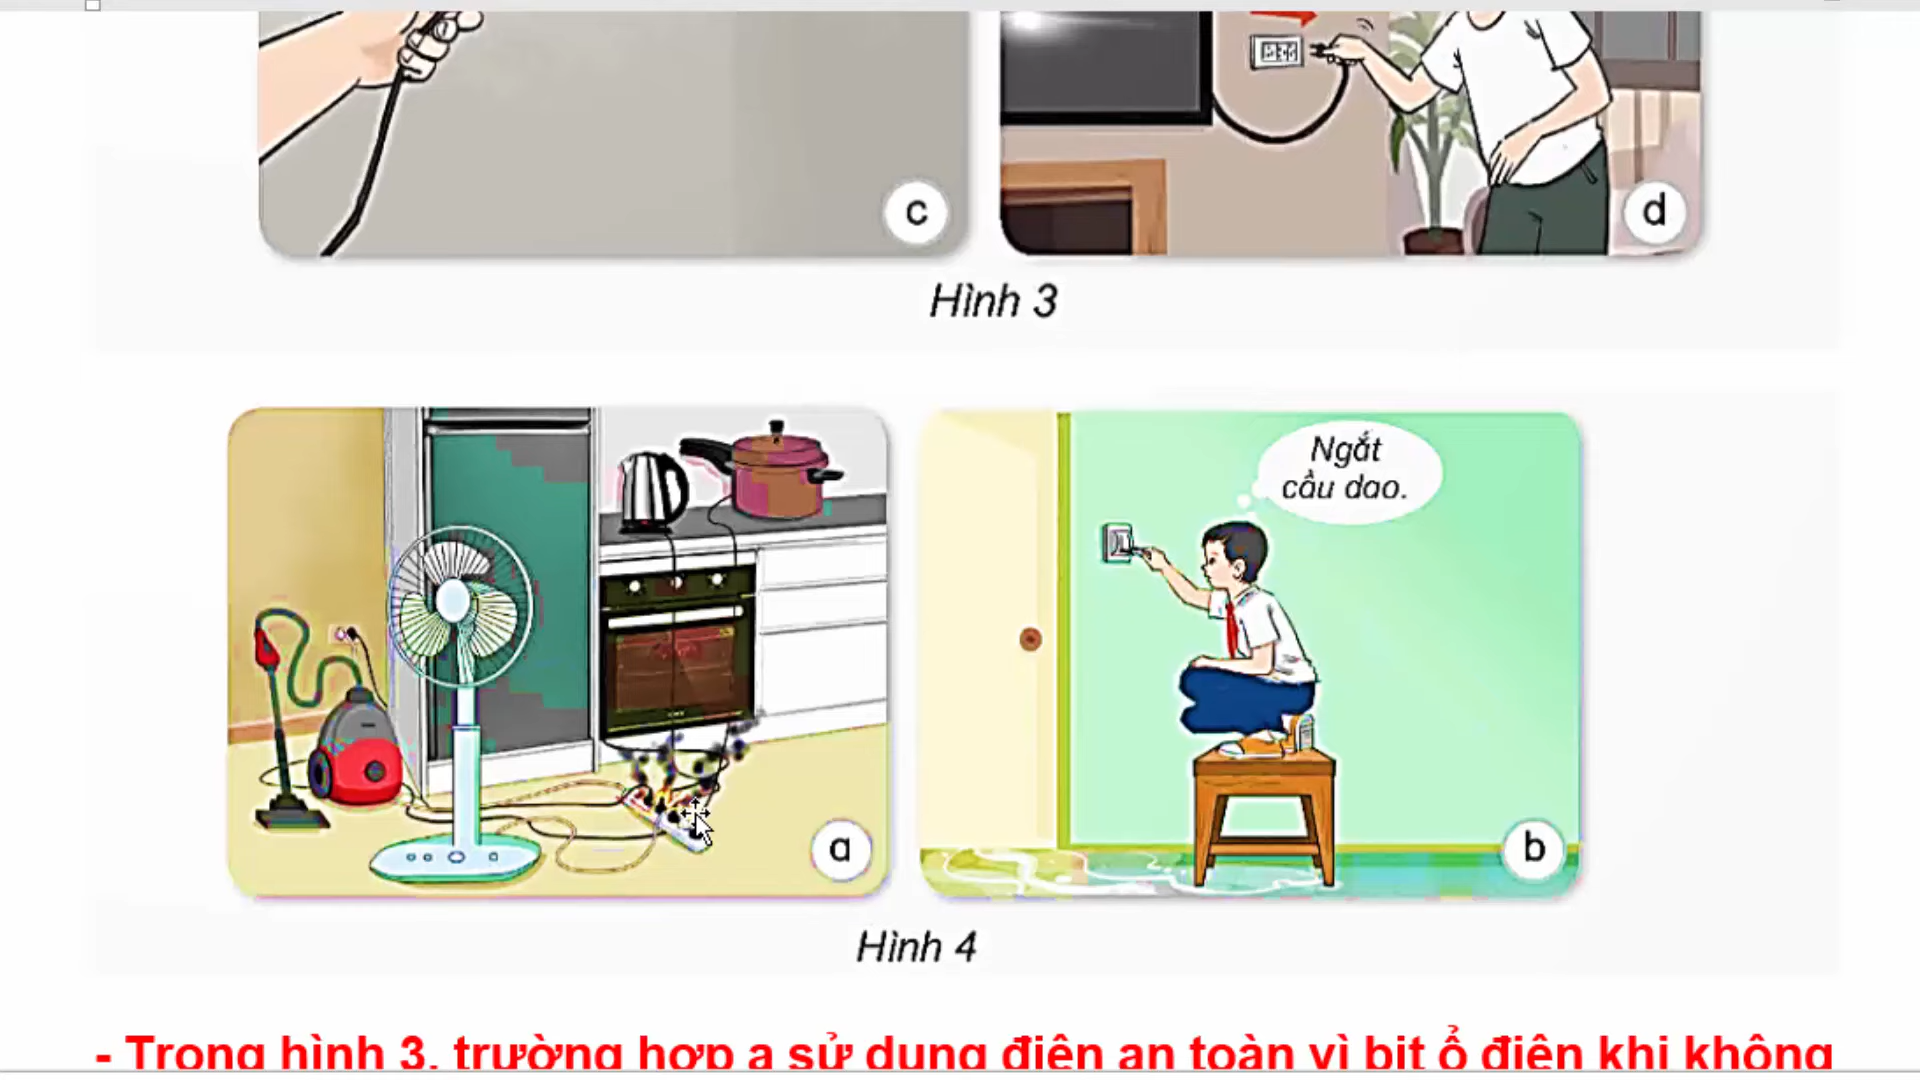 c
d
Hình 3
Ngắt
cầu dao.
a
b
Hình 4
- Trong hình 3, trường hợp a sử dụng điện an toàn vì bịt ổ điện khi không